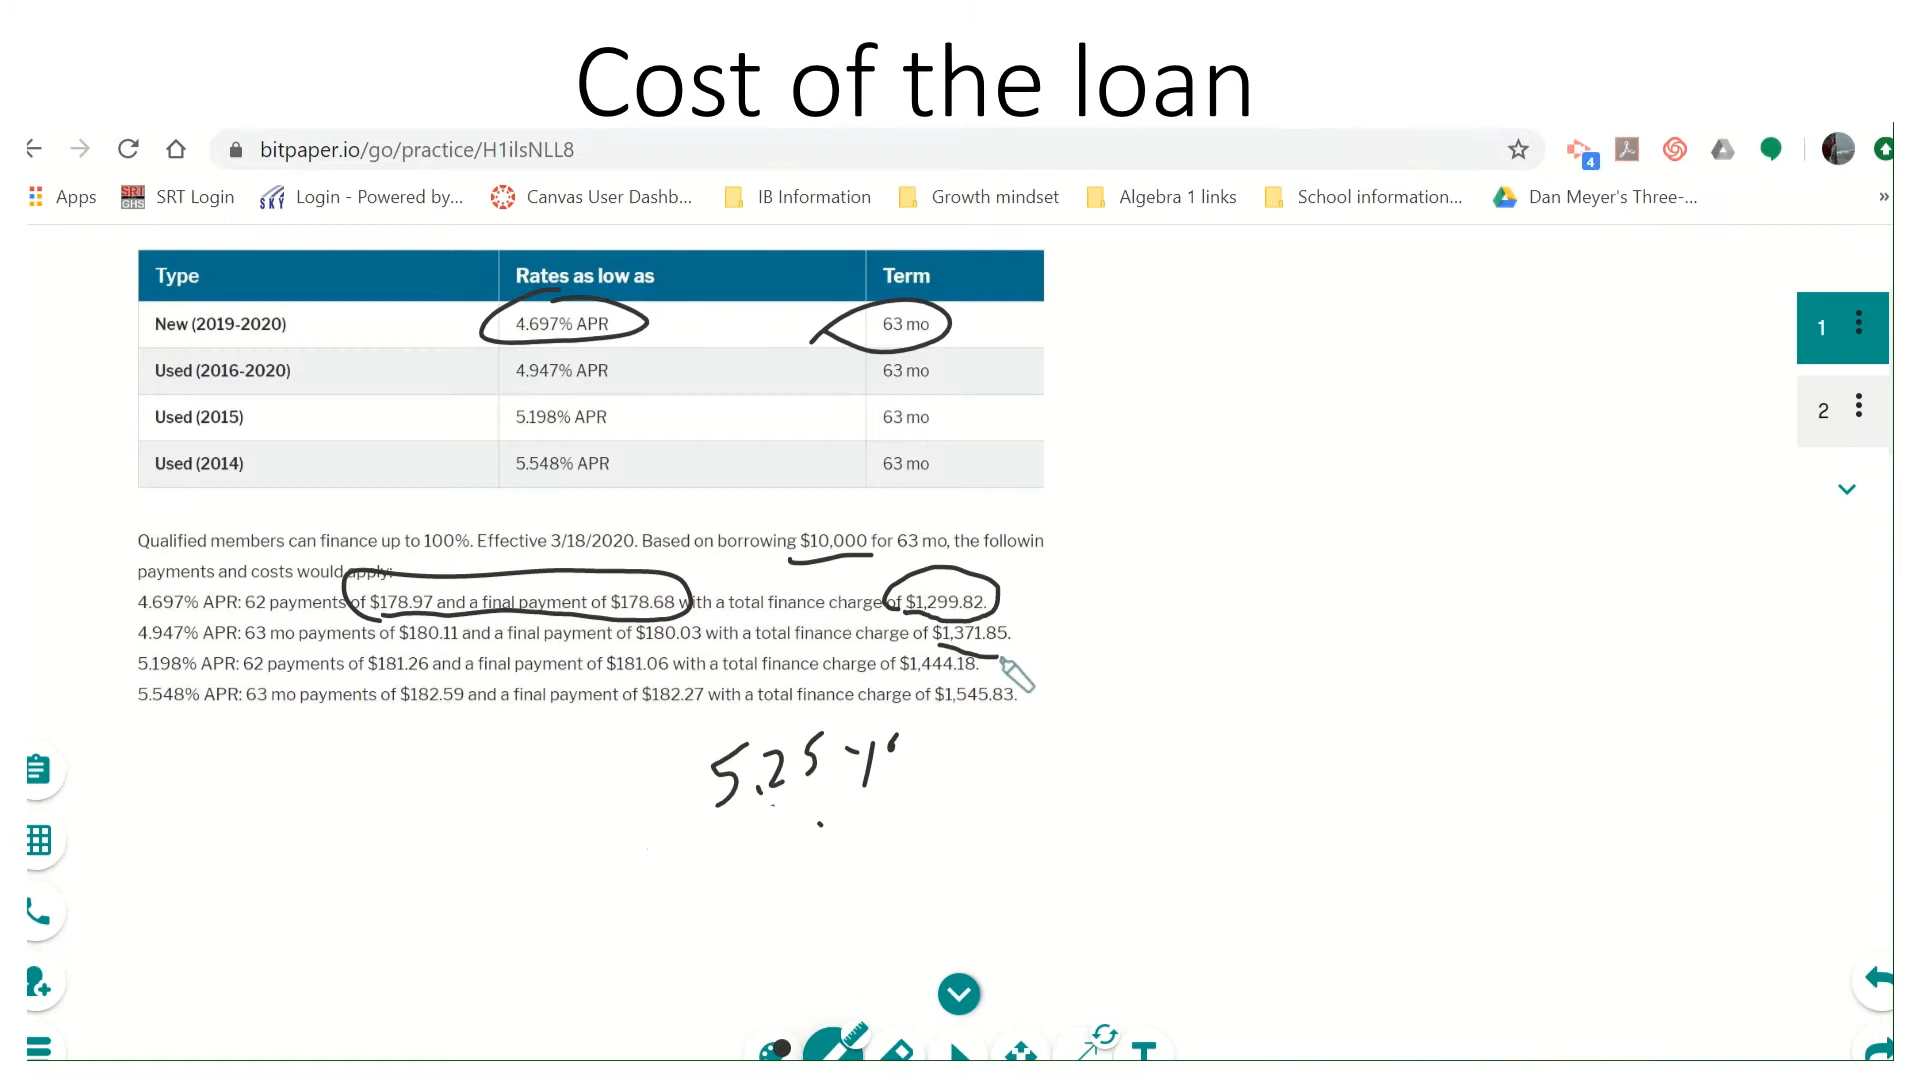 Cost of the loan
bitpaper.io/go/practice/H1ilsNLL8
4
Apps SRT GHS SRT Login SKY Login - Powered by... Canvas User Dashb... IB Information Growth mindset Algebra 1 links School information... Dan Meyer's Three-... »
Type Rates as low as Term
New (2019-2020) 4.697% APR 63 mo
Used (2016-2020) 4.947% APR 63 mo
Used (2015) 5.198% APR 63 mo
Used (2014) 5.548% APR 63 mo
1
2
Qualified members can finance up to 100%. Effective 3/18/2020. Based on borrowing $10,000 for 63 mo, the followin
payments and costs would apply:
4.697% APR: 62 payments of $178.97 and a final payment of $178.68 with a total finance charge of $1,299.82.
4.947% APR: 63 mo payments of $180.11 and a final payment of $180.03 with a total finance charge of $1,371.85.
5.198% APR: 62 payments of $181.26 and a final payment of $181.06 with a total finance charge of $1,444.18.
5.548% APR: 63 mo payments of $182.59 and a final payment of $182.27 with a total finance charge of $1,545.83.
5.25 yr
T